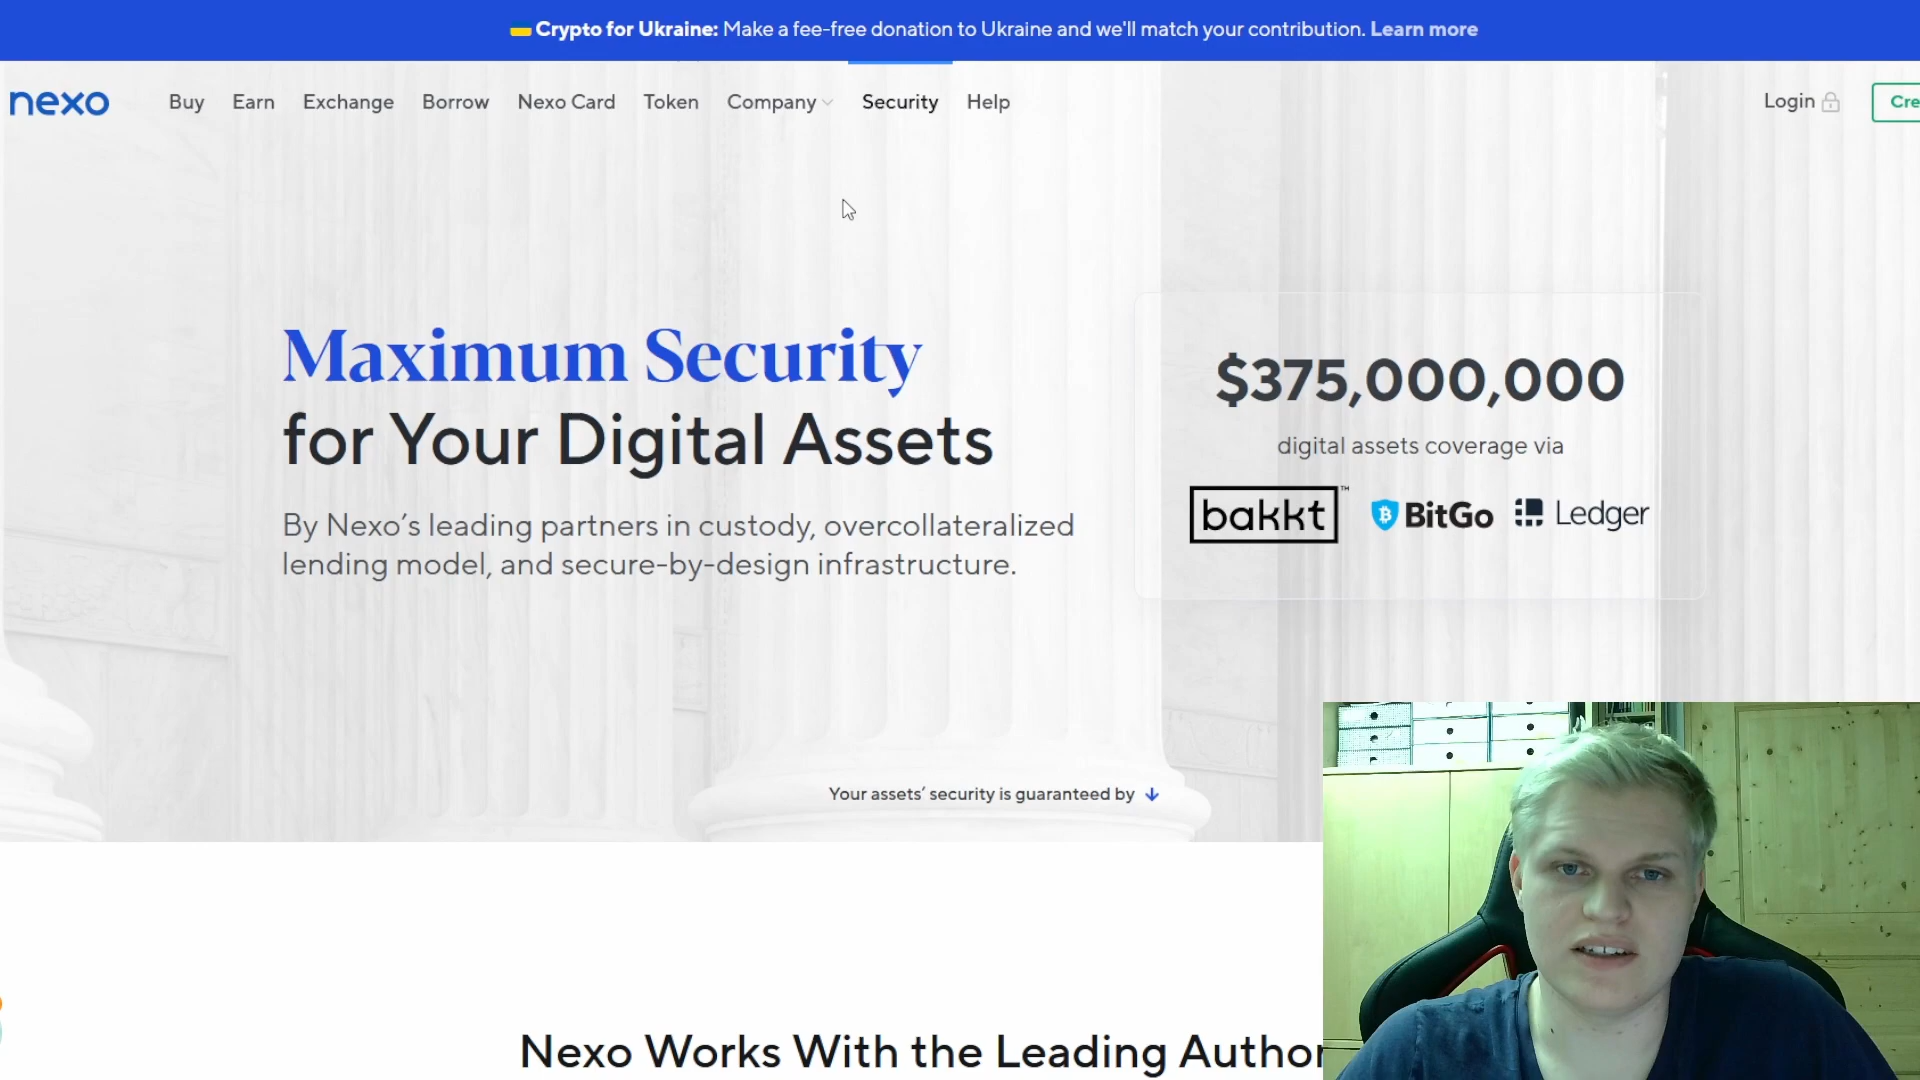 Crypto for Ukraine: Make a fee-free donation to Ukraine and we'll match your contribution. Learn more
nexo Buy Earn Exchange Borrow Nexo Card Token Company Security Help Login Cre
Maximum Security
for Your Digital Assets
By Nexo’s leading partners in custody, overcollateralized
lending model, and secure-by-design infrastructure.
$375,000,000
digital assets coverage via
bakkt™ BitGo Ledger
Your assets’ security is guaranteed by
Nexo Works With the Leading Author